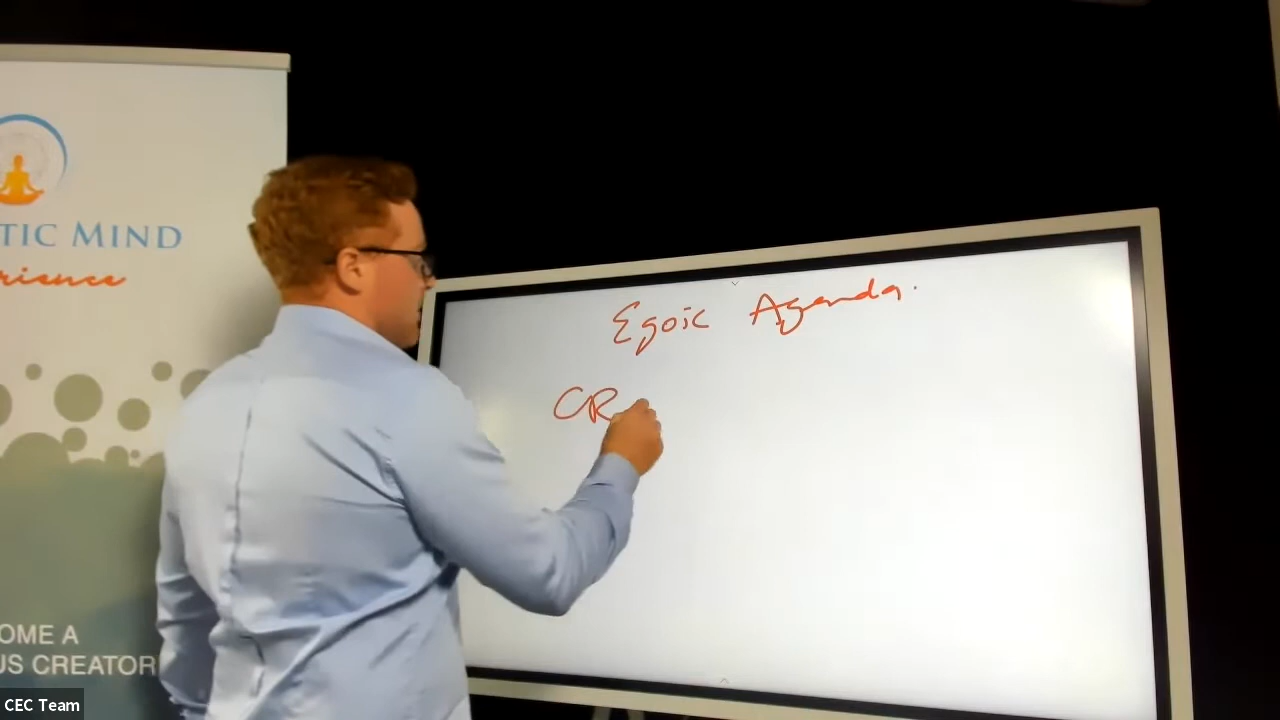 TIC MIND
rience
Egoic Agenda.
CR
OME A
US CREATOR
CEC Team